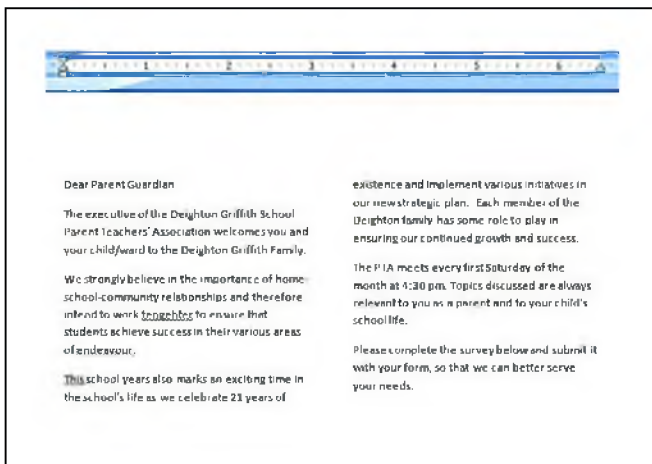 1 2 3 4 5 6
Dear Parent Guardian
The executive of the Deighton Griffith School
Parent Teachers' Association welcomes you and
your child/ward to the Deighton Griffith Family.
We strongly believe in the importance of home-
school-community relationships and therefore
intend to work tengehter to ensure that
students achieve success in their various areas
of endeavour.
This school years also marks an exciting time in
the school's life as we celebrate 21 years of
existence and implement various initiatives in
our new strategic plan. Each member of the
Deighton family has some role to play in
ensuring our continued growth and success.
The PTA meets every first Saturday of the
month at 4:30 pm. Topics discussed are always
relevant to you as a parent and to your child's
school life.
Please complete the survey below and submit it
with your form, so that we can better serve
your needs.